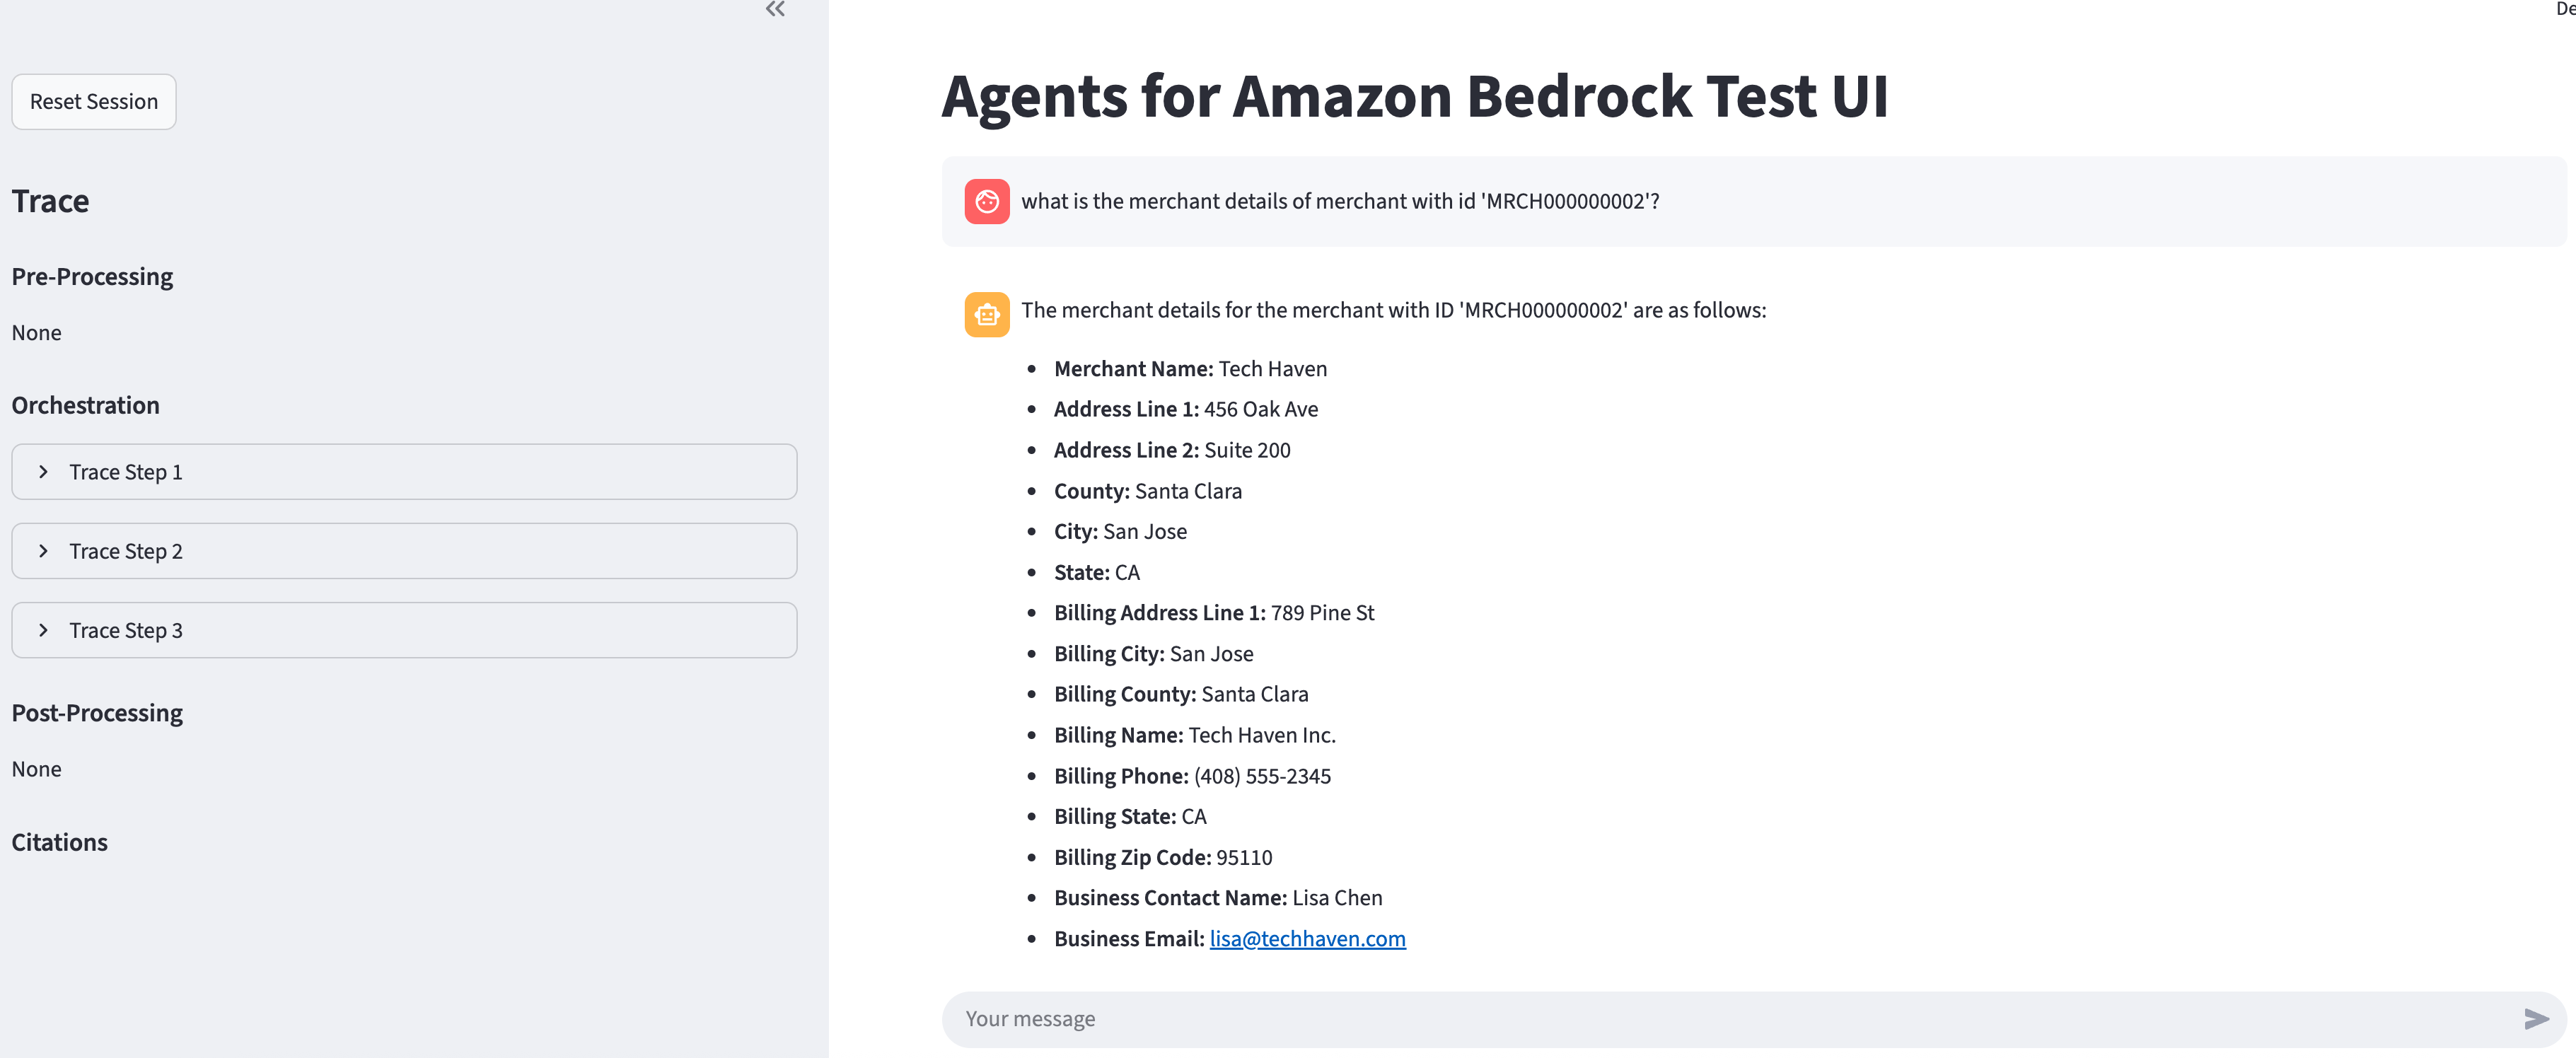 Reset Session
Trace
Pre-Processing
None
Orchestration
Trace Step 1
Trace Step 2
Trace Step 3
Post-Processing
None
Citations
Agents for Amazon Bedrock Test UI
what is the merchant details of merchant with id 'MRCH000000002'?
The merchant details for the merchant with ID 'MRCH000000002' are as follows:
• Merchant Name: Tech Haven
• Address Line 1: 456 Oak Ave
• Address Line 2: Suite 200
• County: Santa Clara
• City: San Jose
• State: CA
• Billing Address Line 1: 789 Pine St
• Billing City: San Jose
• Billing County: Santa Clara
• Billing Name: Tech Haven Inc.
• Billing Phone: (408) 555-2345
• Billing State: CA
• Billing Zip Code: 95110
• Business Contact Name: Lisa Chen
• Business Email: lisa@techhaven.com
Your message